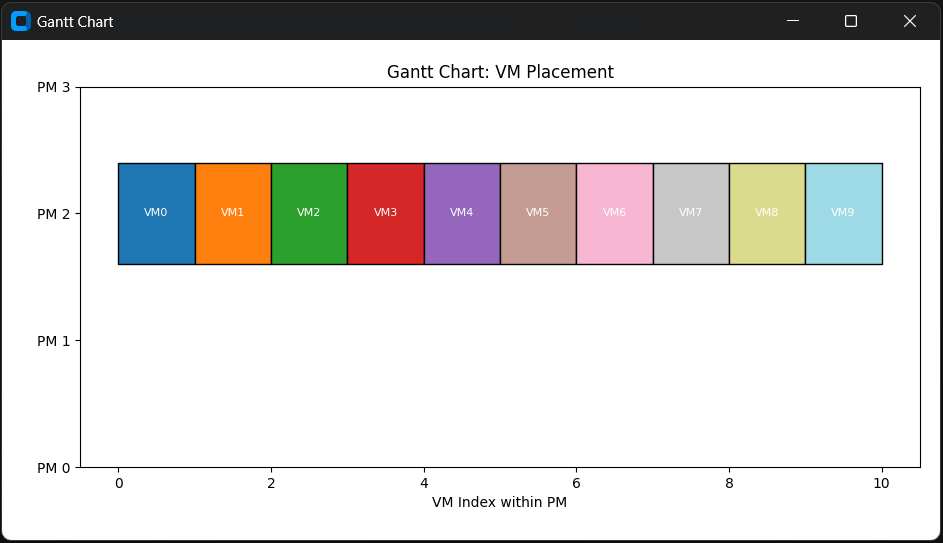 Gantt Chart
Gantt Chart: VM Placement
PM 3
PM 2
VM0 VM1 VM2 VM3 VM4 VM5 VM6 VM7 VM8 VM9
PM 1
PM 0
0 2 4 6 8 10
VM Index within PM